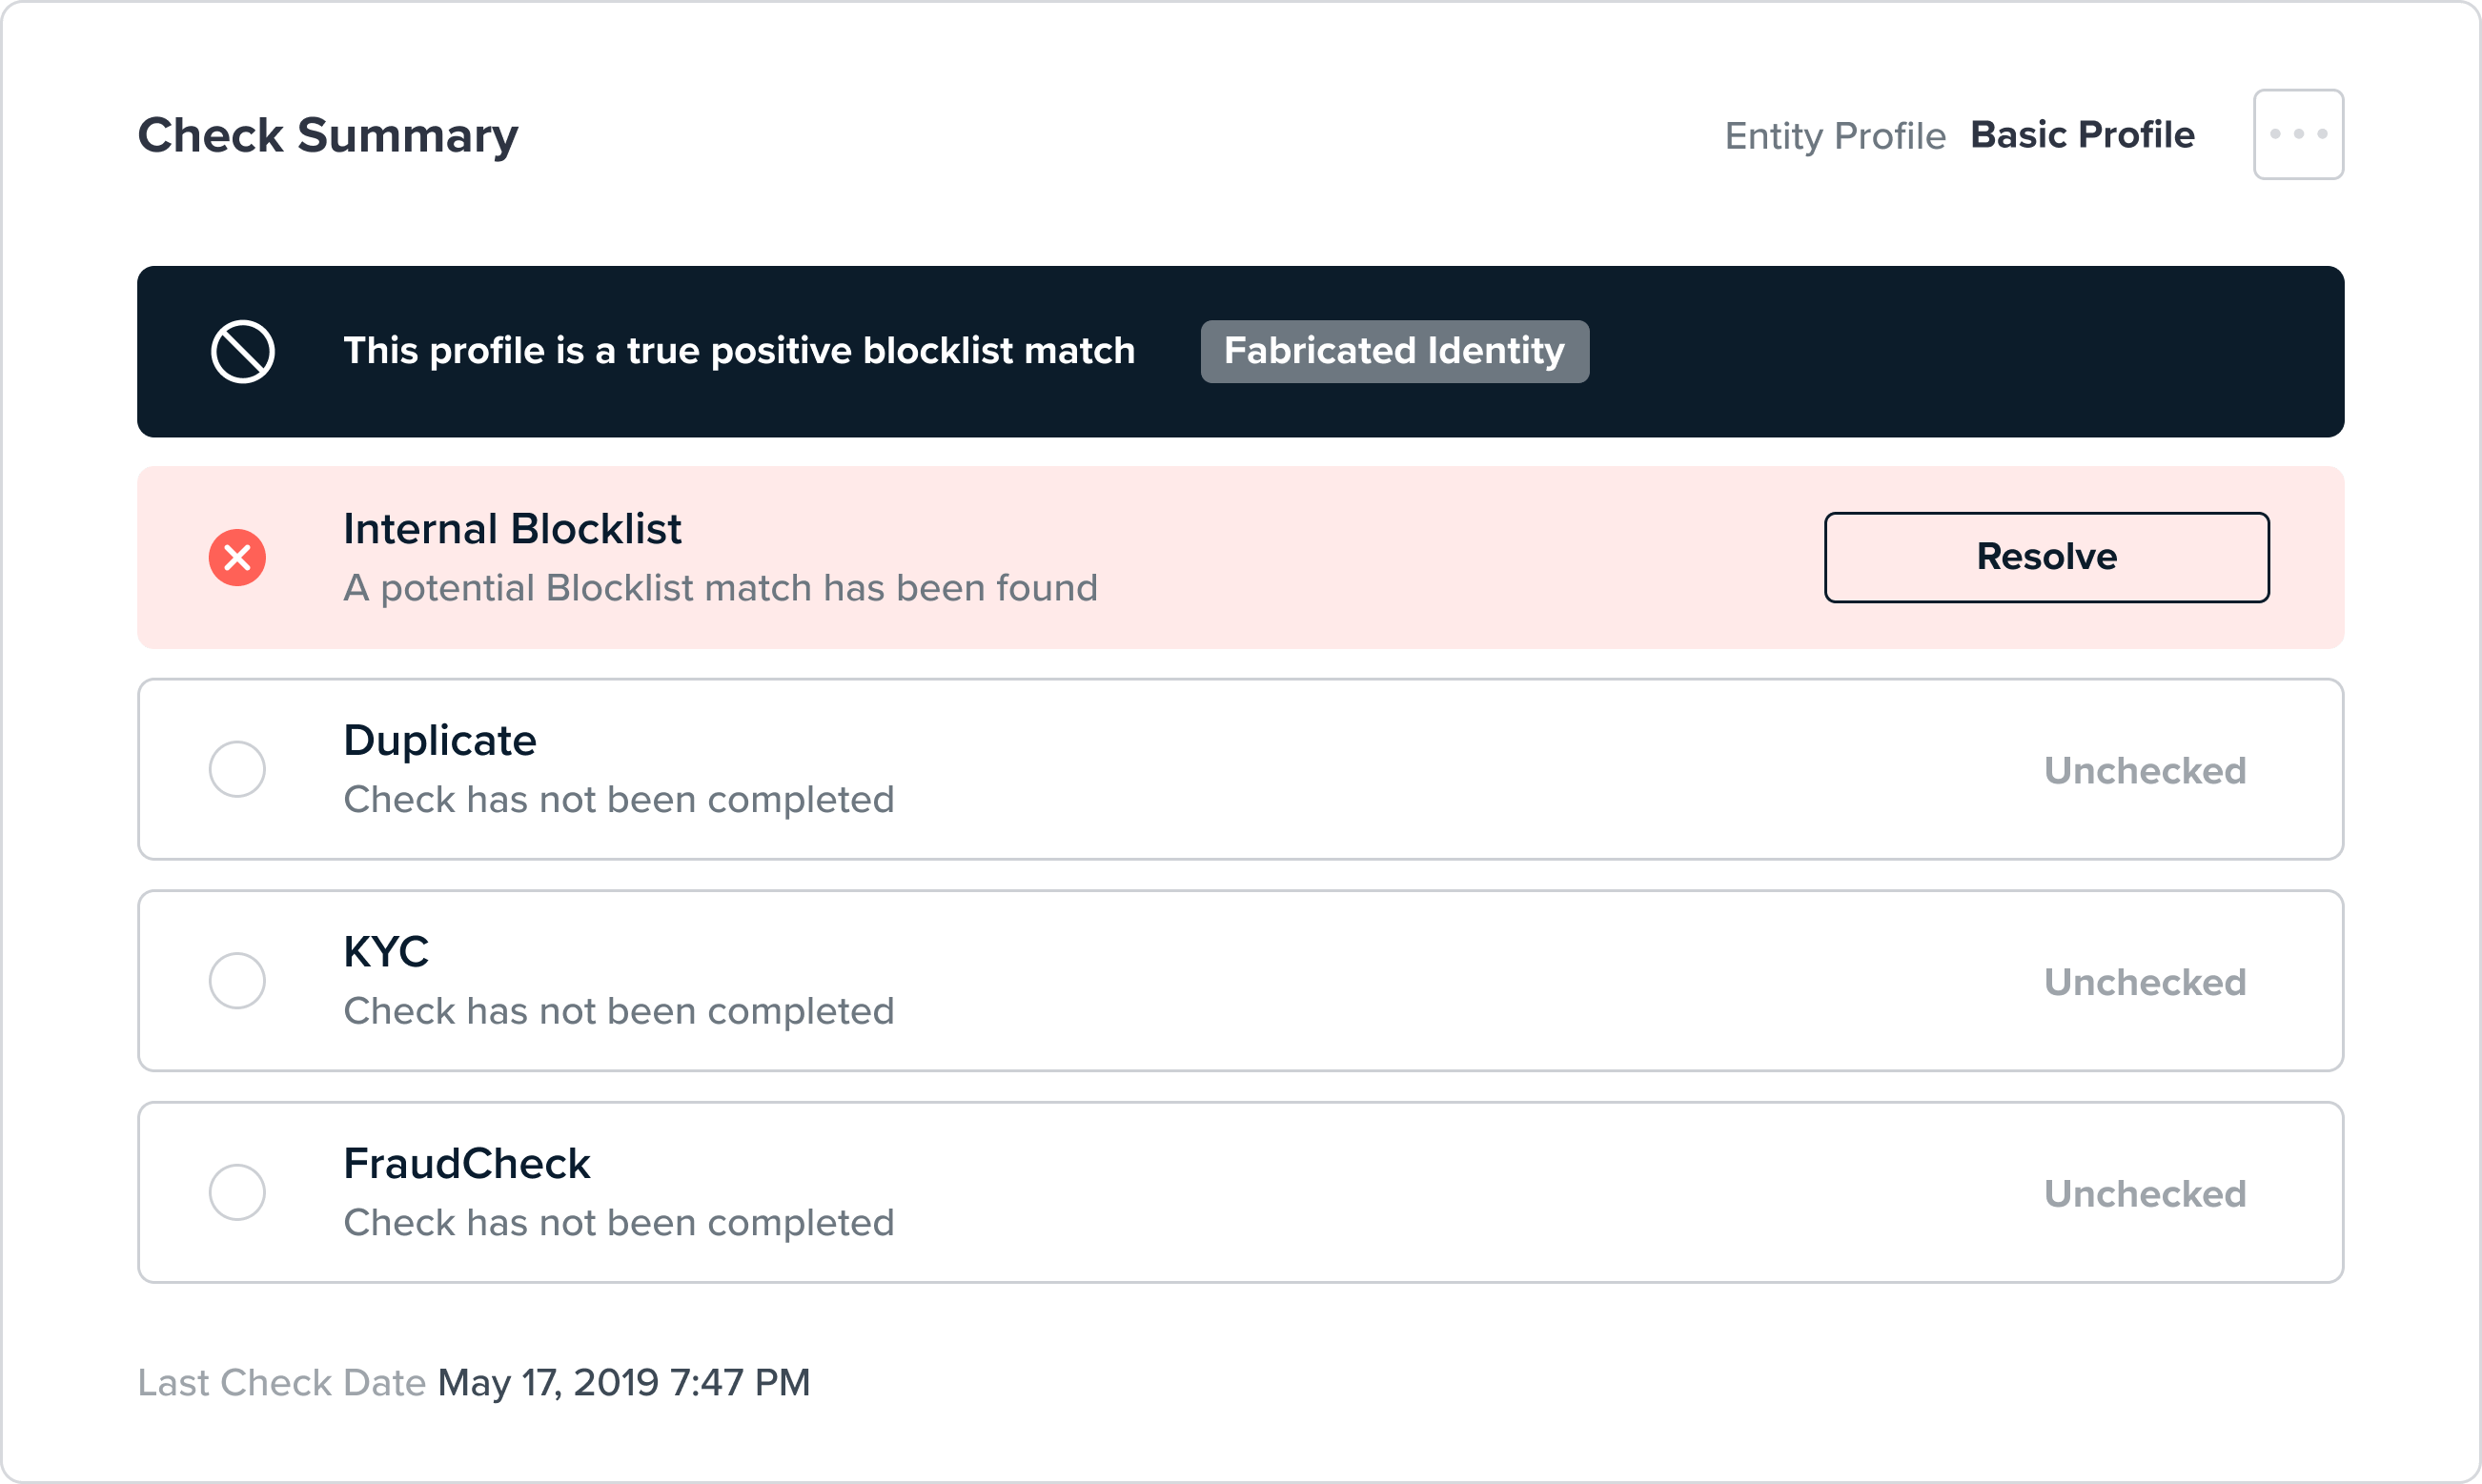 Check Summary
Entity Profile Basic Profile
This profile is a true positive blocklist match Fabricated Identity
Internal Blocklist
A potential Blocklist match has been found
Resolve
Duplicate
Check has not been completed
Unchecked
KYC
Check has not been completed
Unchecked
FraudCheck
Check has not been completed
Unchecked
Last Check Date May 17, 2019 7:47 PM